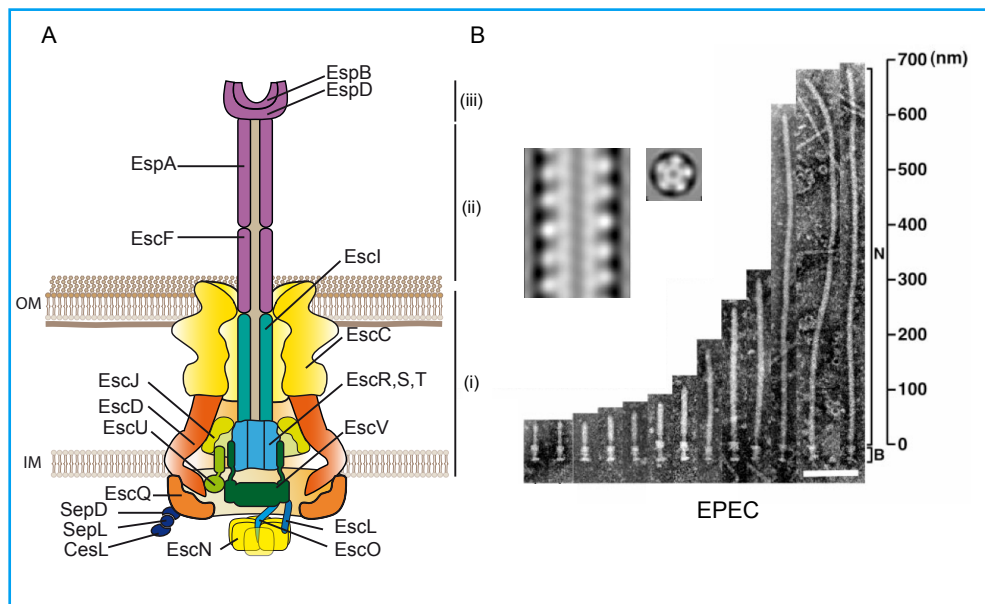 A
EspB
EspD
(iii)
EspA
(ii)
EscF
EscI
OM
EscC
EscJ
EscR,S,T
(i)
EscD
EscU
EscV
IM
EscQ
SepD
SepL
EscL
CesL
EscN
EscO
B
700 (nm)
600
500
400
N
300
200
100
0
B
EPEC